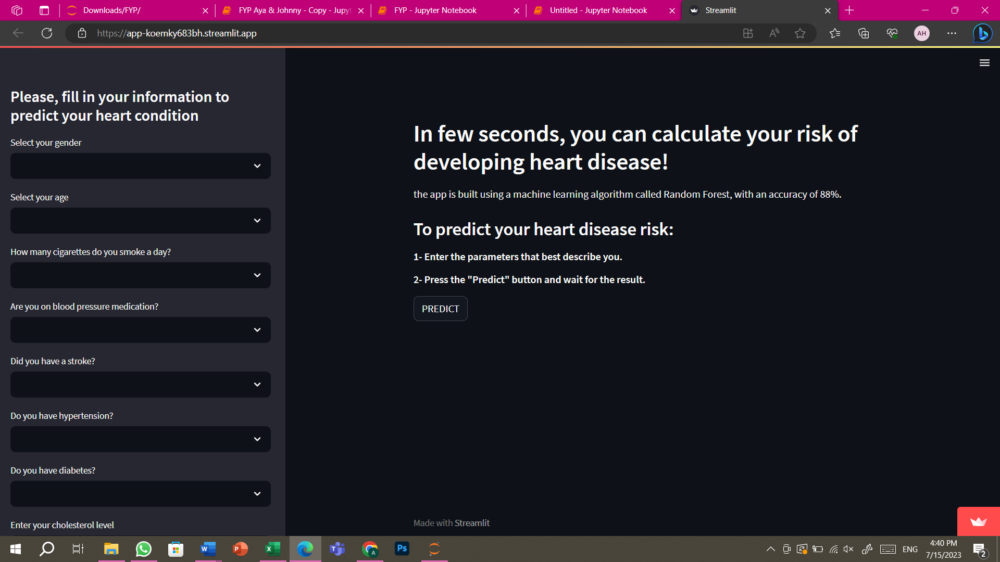 Downloads/FYP/
FYP Aya & Johnny - Copy - Jupyt
FYP - Jupyter Notebook
Untitled - Jupyter Notebook
Streamlit
https://app-koemky683bh.streamlit.app
AH
Please, fill in your information to
predict your heart condition
Select your gender
Select your age
How many cigarettes do you smoke a day?
Are you on blood pressure medication?
Did you have a stroke?
Do you have hypertension?
Do you have diabetes?
Enter your cholesterol level
In few seconds, you can calculate your risk of
developing heart disease!
the app is built using a machine learning algorithm called Random Forest, with an accuracy of 88%.
To predict your heart disease risk:
1- Enter the parameters that best describe you.
2- Press the "Predict" button and wait for the result.
PREDICT
Made with Streamlit
W
P
X
T
A
Ps
ENG
4:40 PM
7/15/2023
2